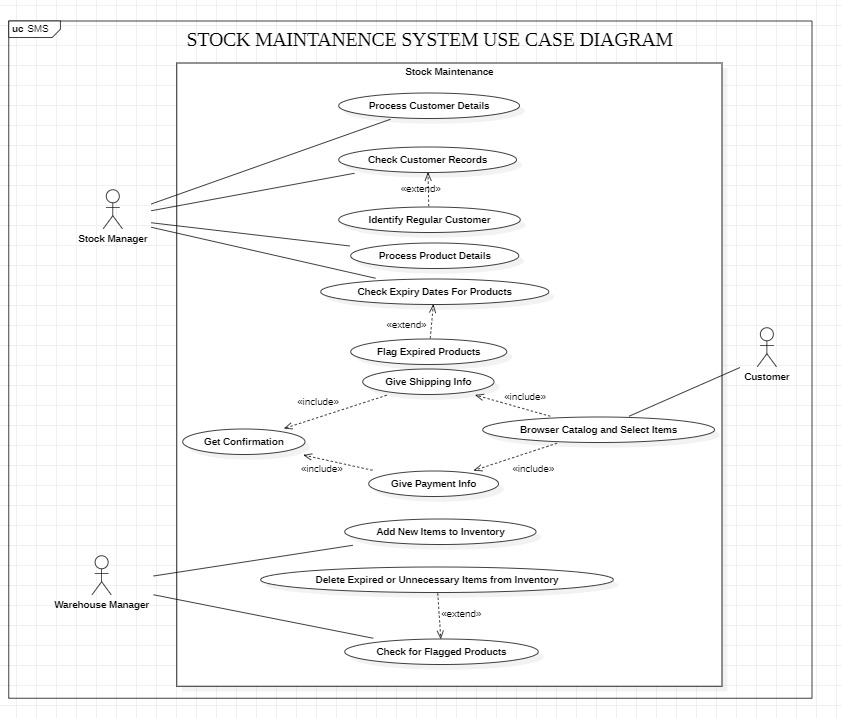 uc SMS
STOCK MAINTANENCE SYSTEM USE CASE DIAGRAM
Stock Maintenance
Process Customer Details
Check Customer Records
«extend»
Identify Regular Customer
Stock Manager
Process Product Details
Check Expiry Dates For Products
«extend»
Flag Expired Products
Give Shipping Info
Customer
«include»
«include»
Browser Catalog and Select Items
Get Confirmation
«include»
«include»
Give Payment Info
Add New Items to Inventory
Delete Expired or Unnecessary Items from Inventory
Warehouse Manager
«extend»
Check for Flagged Products